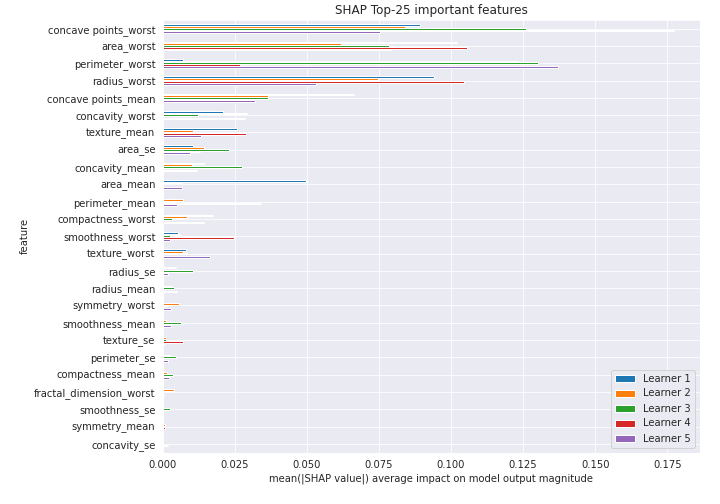 SHAP Top-25 important features
concave points_worst
area_worst
perimeter_worst
radius_worst
concave points_mean
concavity_worst
texture_mean
area_se
concavity_mean
area_mean
perimeter_mean
compactness_worst
smoothness_worst
texture_worst
radius_se
radius_mean
symmetry_worst
smoothness_mean
texture_se
perimeter_se
compactness_mean
fractal_dimension_worst
smoothness_se
symmetry_mean
concavity_se
feature
Learner 1
Learner 2
Learner 3
Learner 4
Learner 5
0.000 0.025 0.050 0.075 0.100 0.125 0.150 0.175
mean(|SHAP value|) average impact on model output magnitude